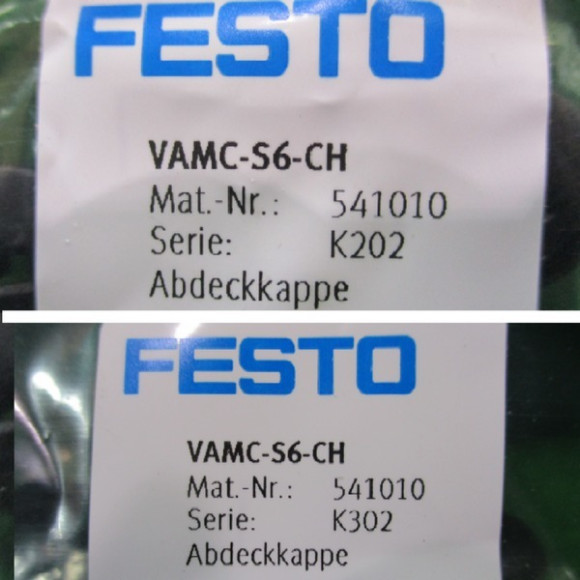 FESTO
VAMC-S6-CH
Mat.-Nr.: 541010
Serie: K202
Abdeckkappe
FESTO
VAMC-S6-CH
Mat.-Nr.: 541010
Serie: K302
Abdeckkappe